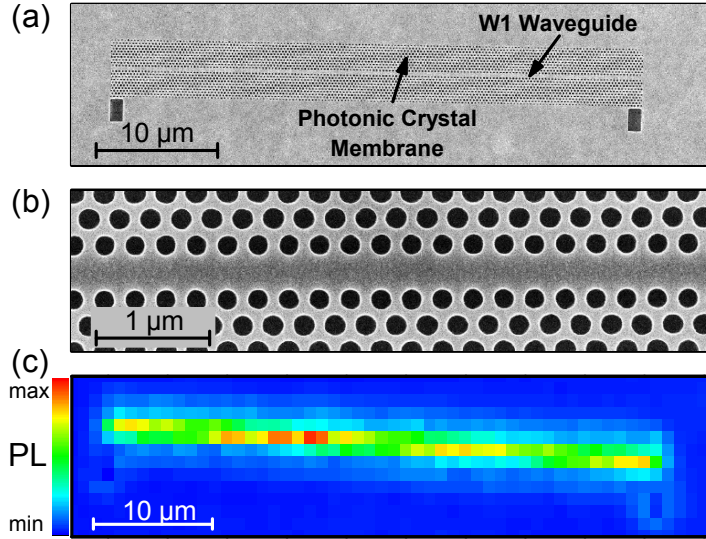 (a)
W1 Waveguide
Photonic Crystal
Membrane
10 µm
(b)
1 µm
(c)
max
PL
min
10 µm